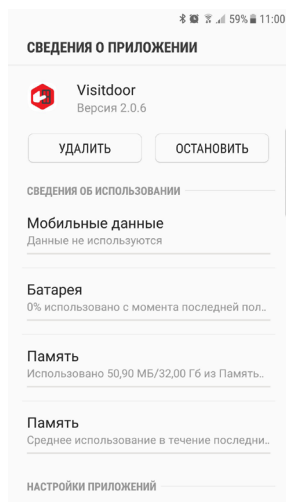 59% 11:00
СВЕДЕНИЯ О ПРИЛОЖЕНИИ
Visitdoor
Версия 2.0.6
УДАЛИТЬ ОСТАНОВИТЬ
СВЕДЕНИЯ ОБ ИСПОЛЬЗОВАНИИ
Мобильные данные
Данные не используются
Батарея
0% использовано с момента последней пол..
Память
Использовано 50,90 МБ/32,00 Гб из Память..
Память
Среднее использование в течение последни..
НАСТРОЙКИ ПРИЛОЖЕНИЙ